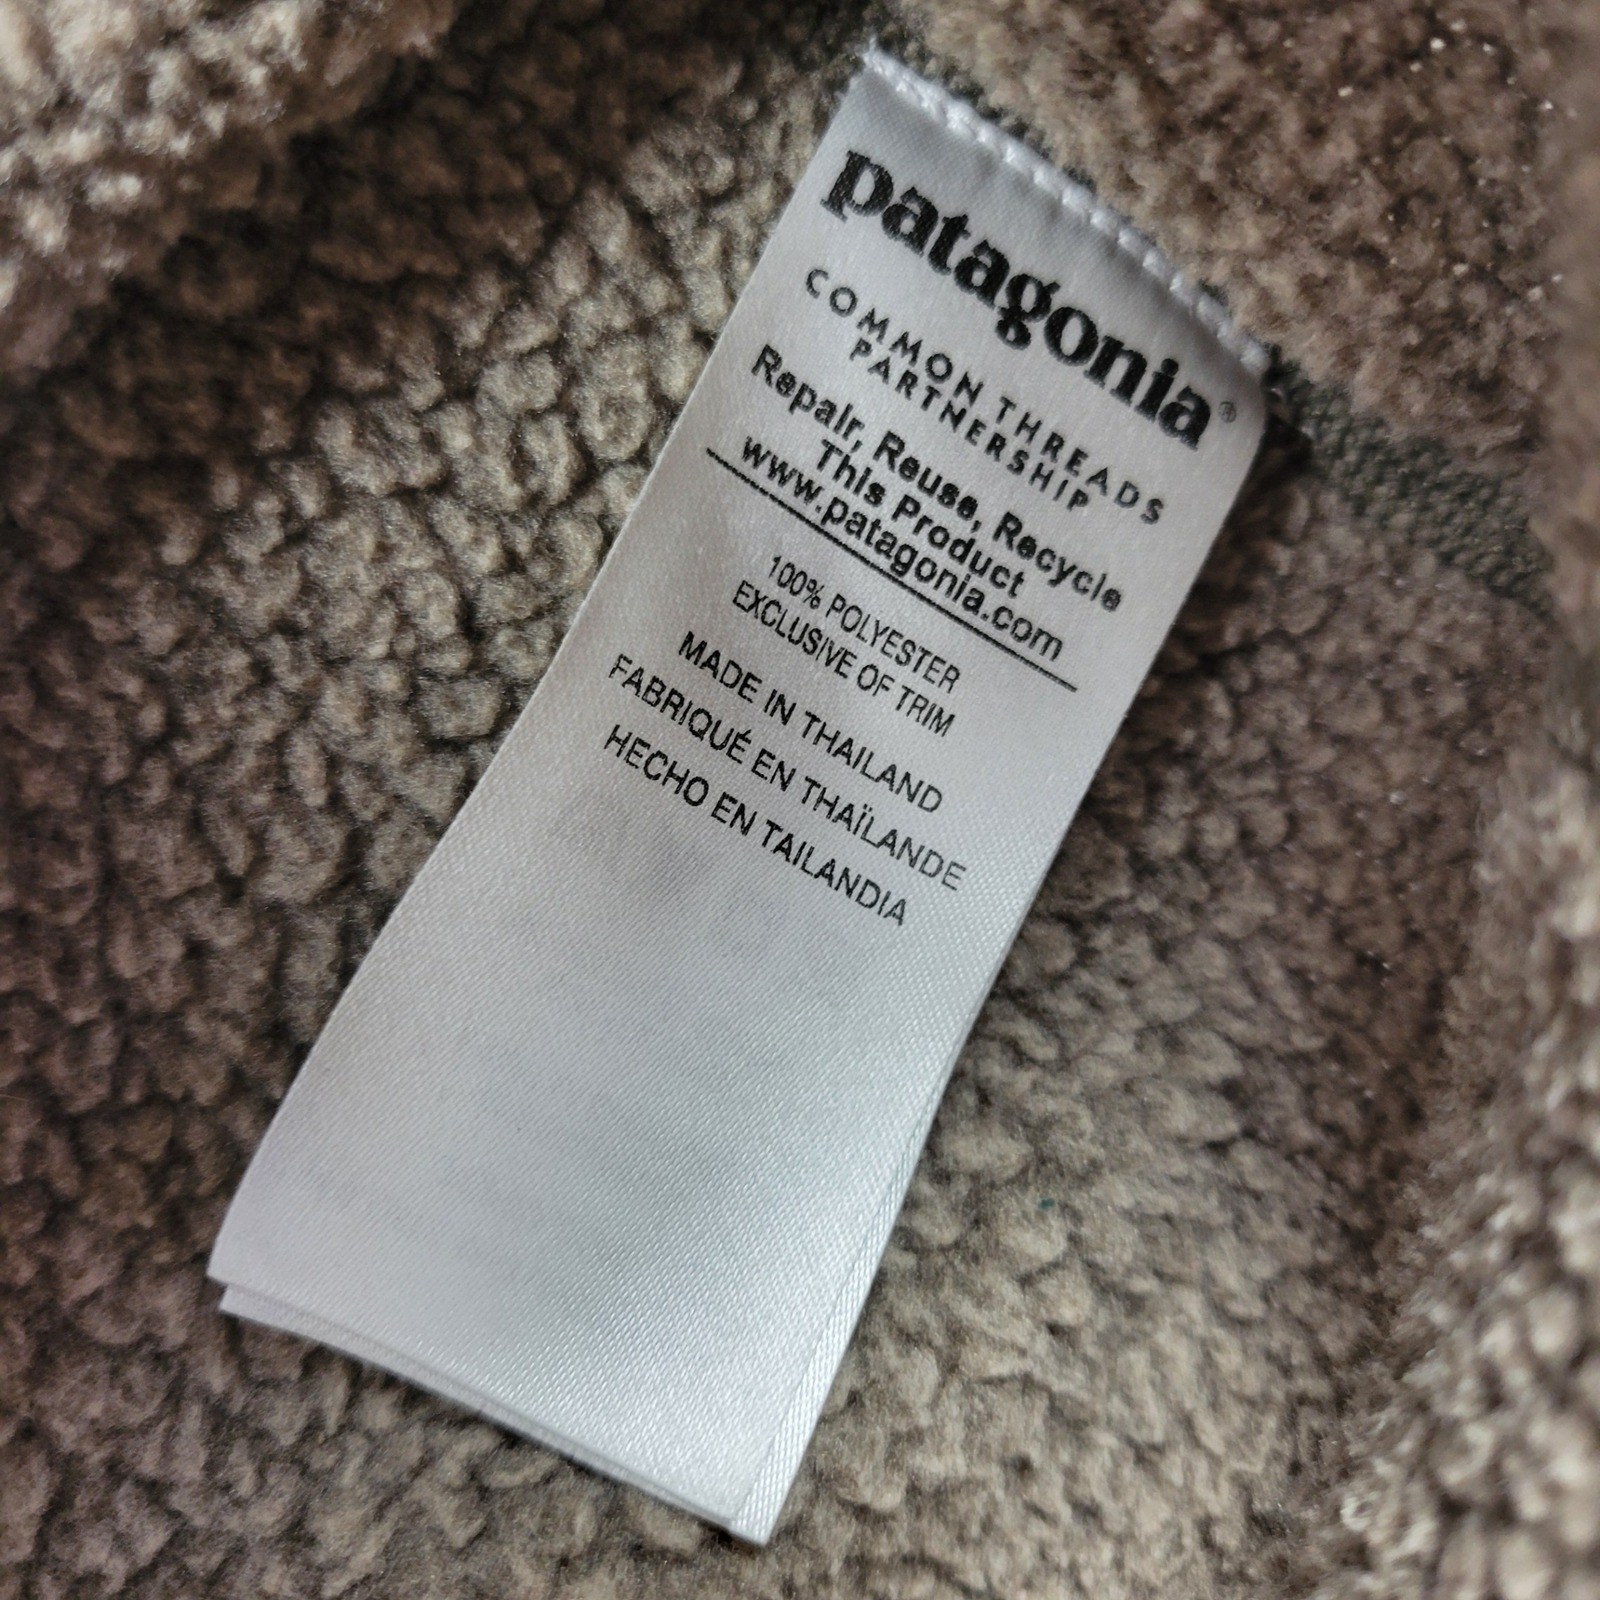 patagonia®
COMMON THREADS
PARTNERSHIP
Repair, Reuse, Recycle
This Product
www.patagonia.com
100% POLYESTER
EXCLUSIVE OF TRIM
MADE IN THAILAND
FABRIQUÉ EN THAÏLANDE
HECHO EN TAILANDIA